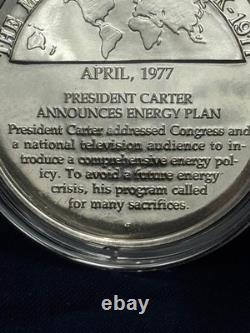 THE
APRIL, 1977
PRESIDENT CARTER
ANNOUNCES ENERGY PLAN
President Carter addressed Congress and
a national television audience to in-
troduce a comprehensive energy pol-
icy. To avoid a future energy
crisis, his program called
for many sacrifices.